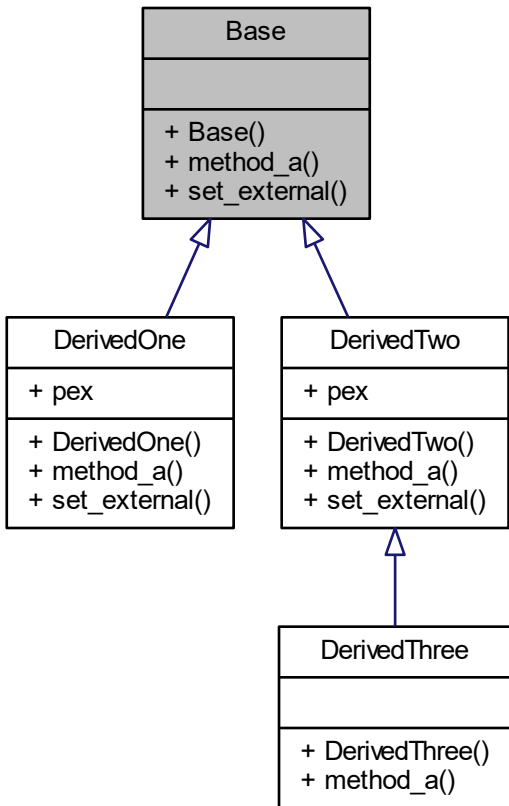 Base
+ Base()
+ method_a()
+ set_external()
DerivedOne
+ pex
+ DerivedOne()
+ method_a()
+ set_external()
DerivedTwo
+ pex
+ DerivedTwo()
+ method_a()
+ set_external()
DerivedThree
+ DerivedThree()
+ method_a()